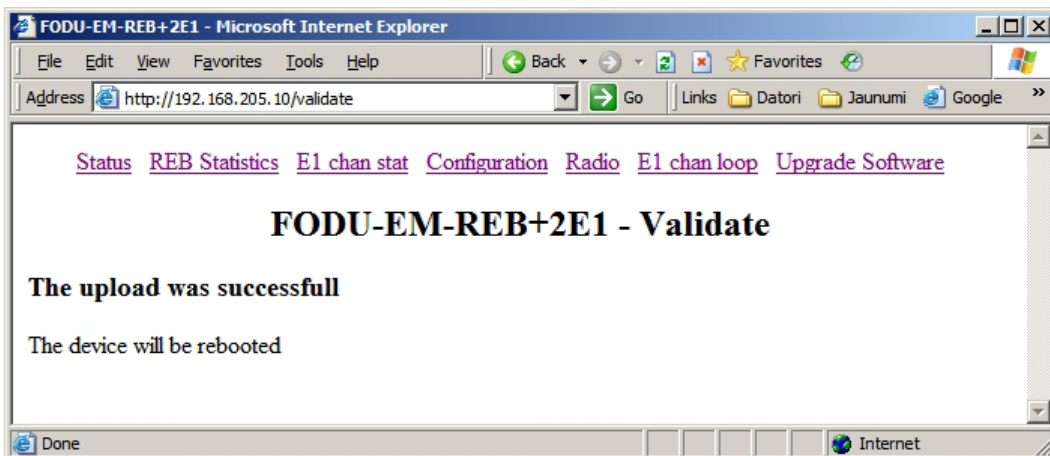 FODU-EM-REB+2E1 - Microsoft Internet Explorer
File Edit View Favorites Tools Help Back Favorites
Address http://192.168.205.10/validate Go Links Datori Jaunumi Google »
Status REB Statistics E1 chan stat Configuration Radio E1 chan loop Upgrade Software
FODU-EM-REB+2E1 - Validate
The upload was successfull
The device will be rebooted
Done Internet